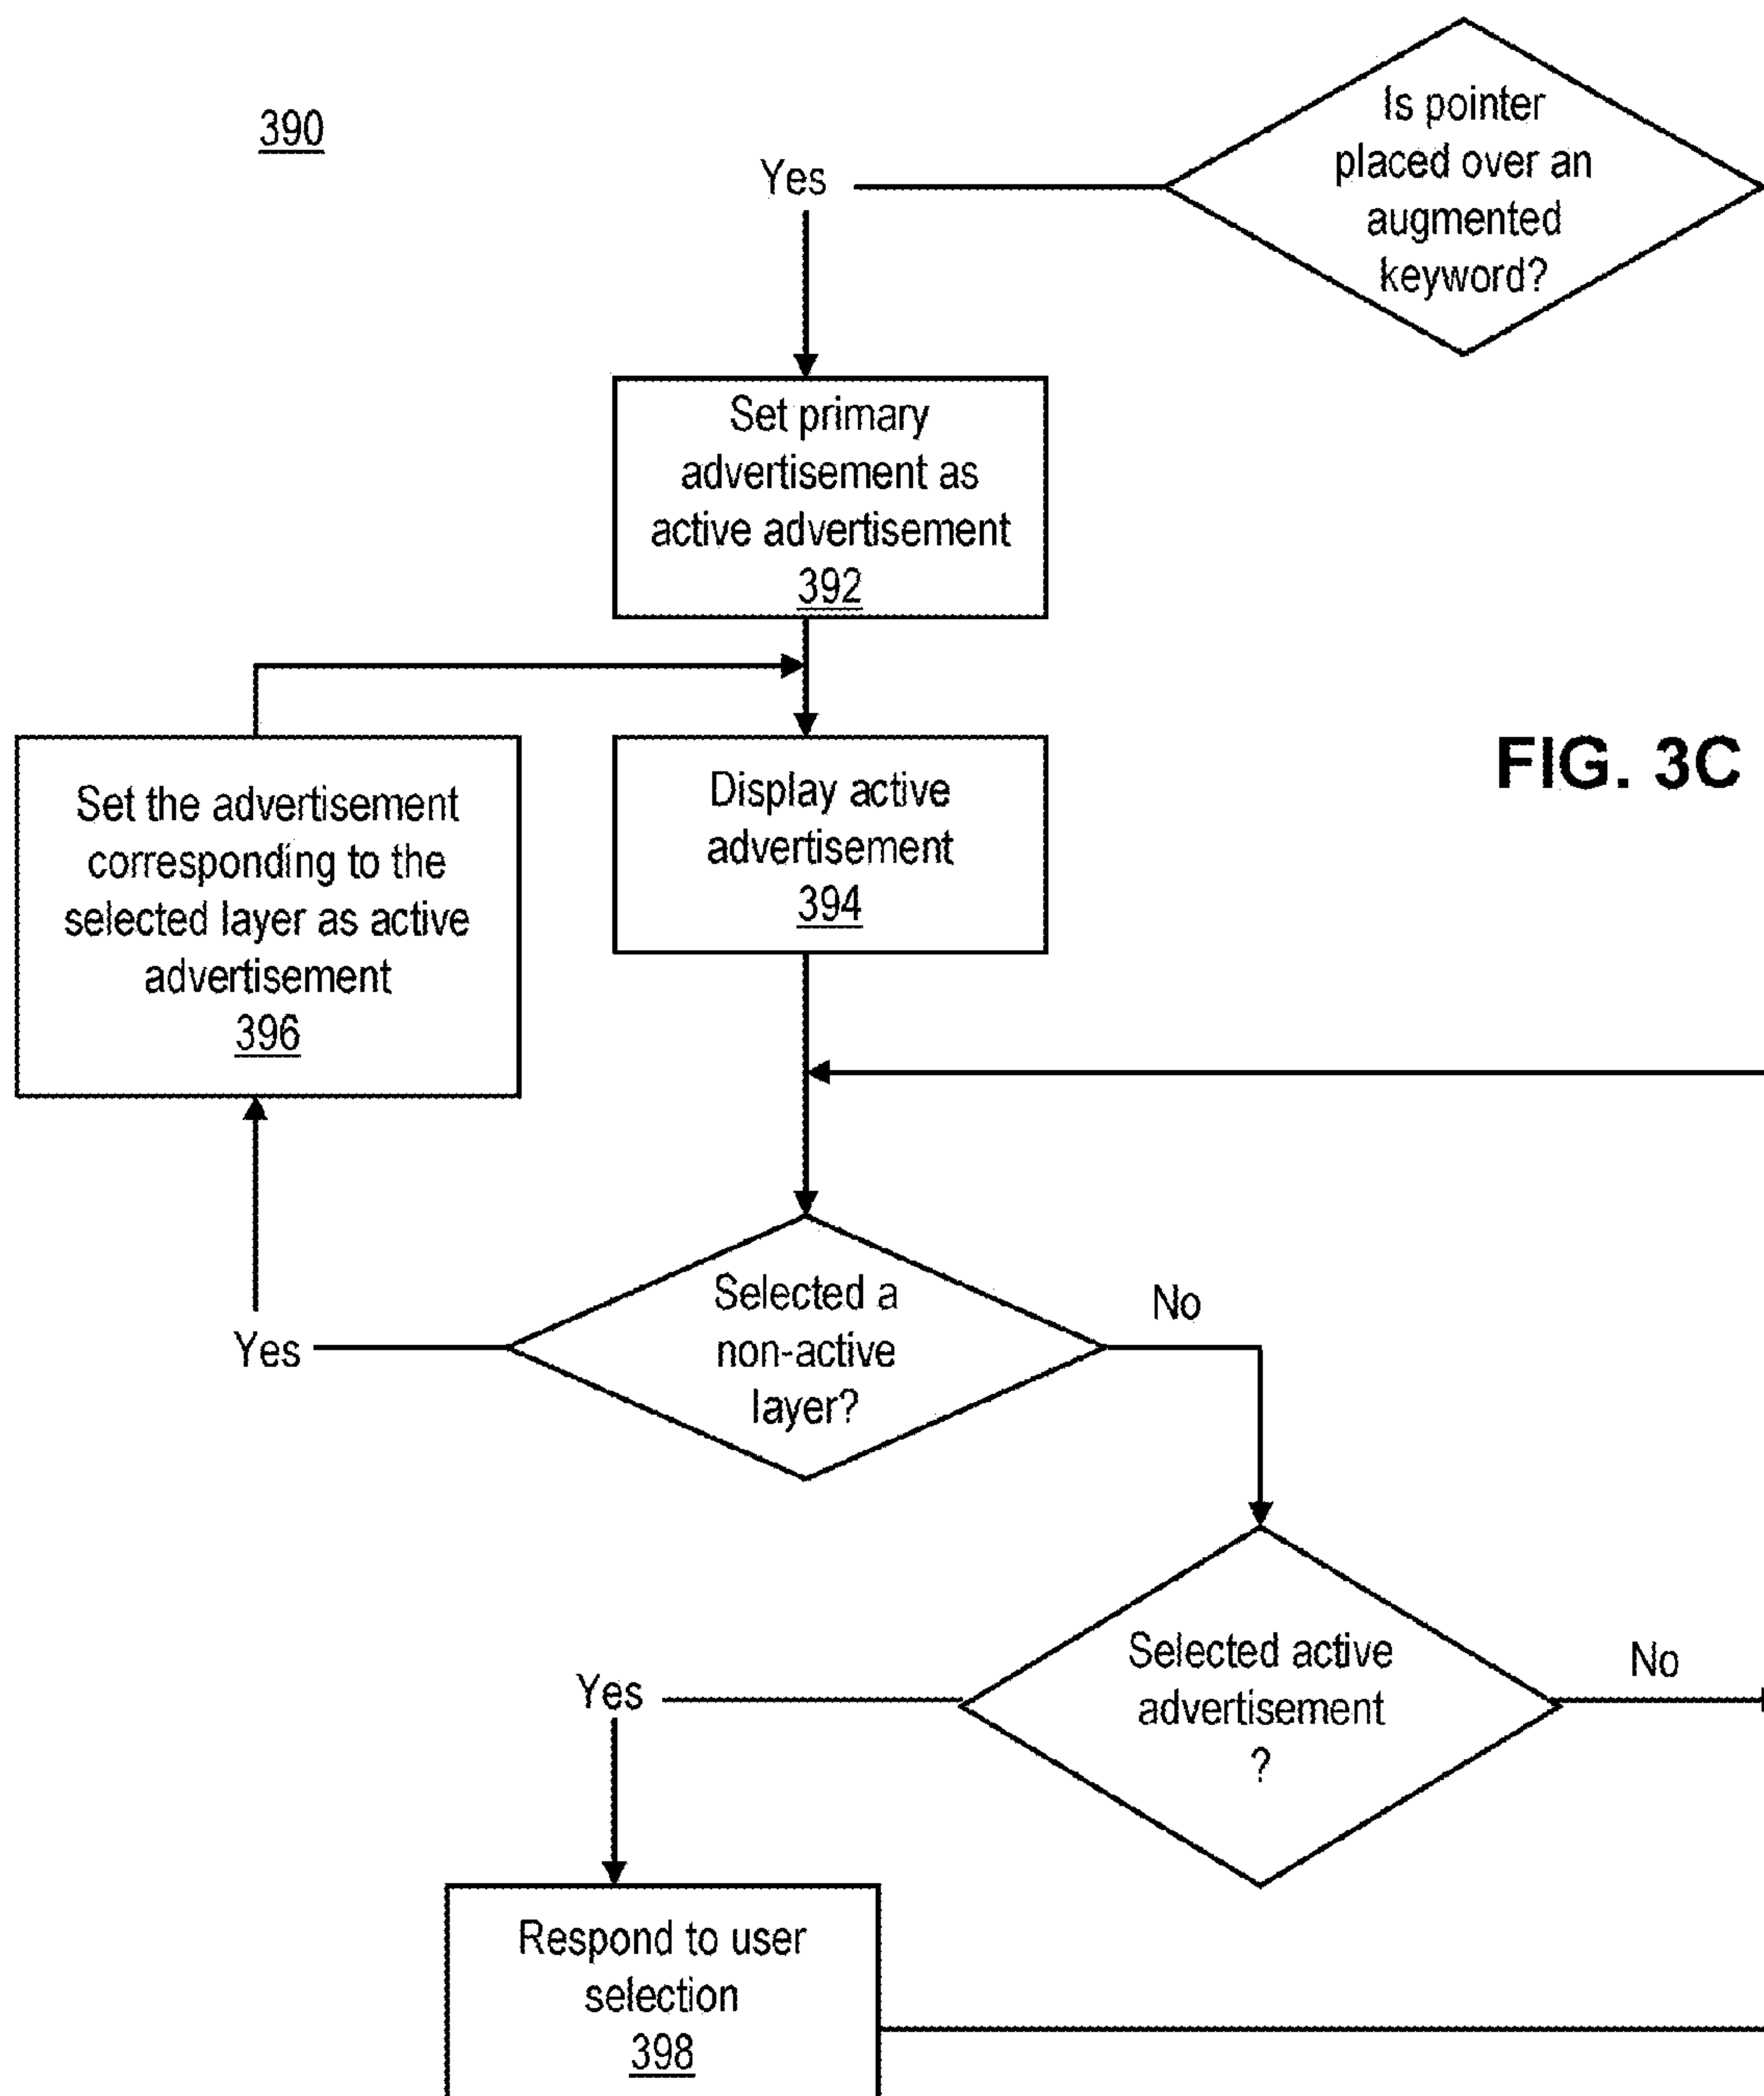 390
Is pointer
placed over an
augmented
keyword?
Yes
Set primary
advertisement as
active advertisement
392
FIG. 3C
Set the advertisement
corresponding to the
selected layer as active
advertisement
396
Display active
advertisement
394
Selected a
non-active
layer?
No
Yes
Selected active
advertisement
?
No
Yes
Respond to user
selection
398